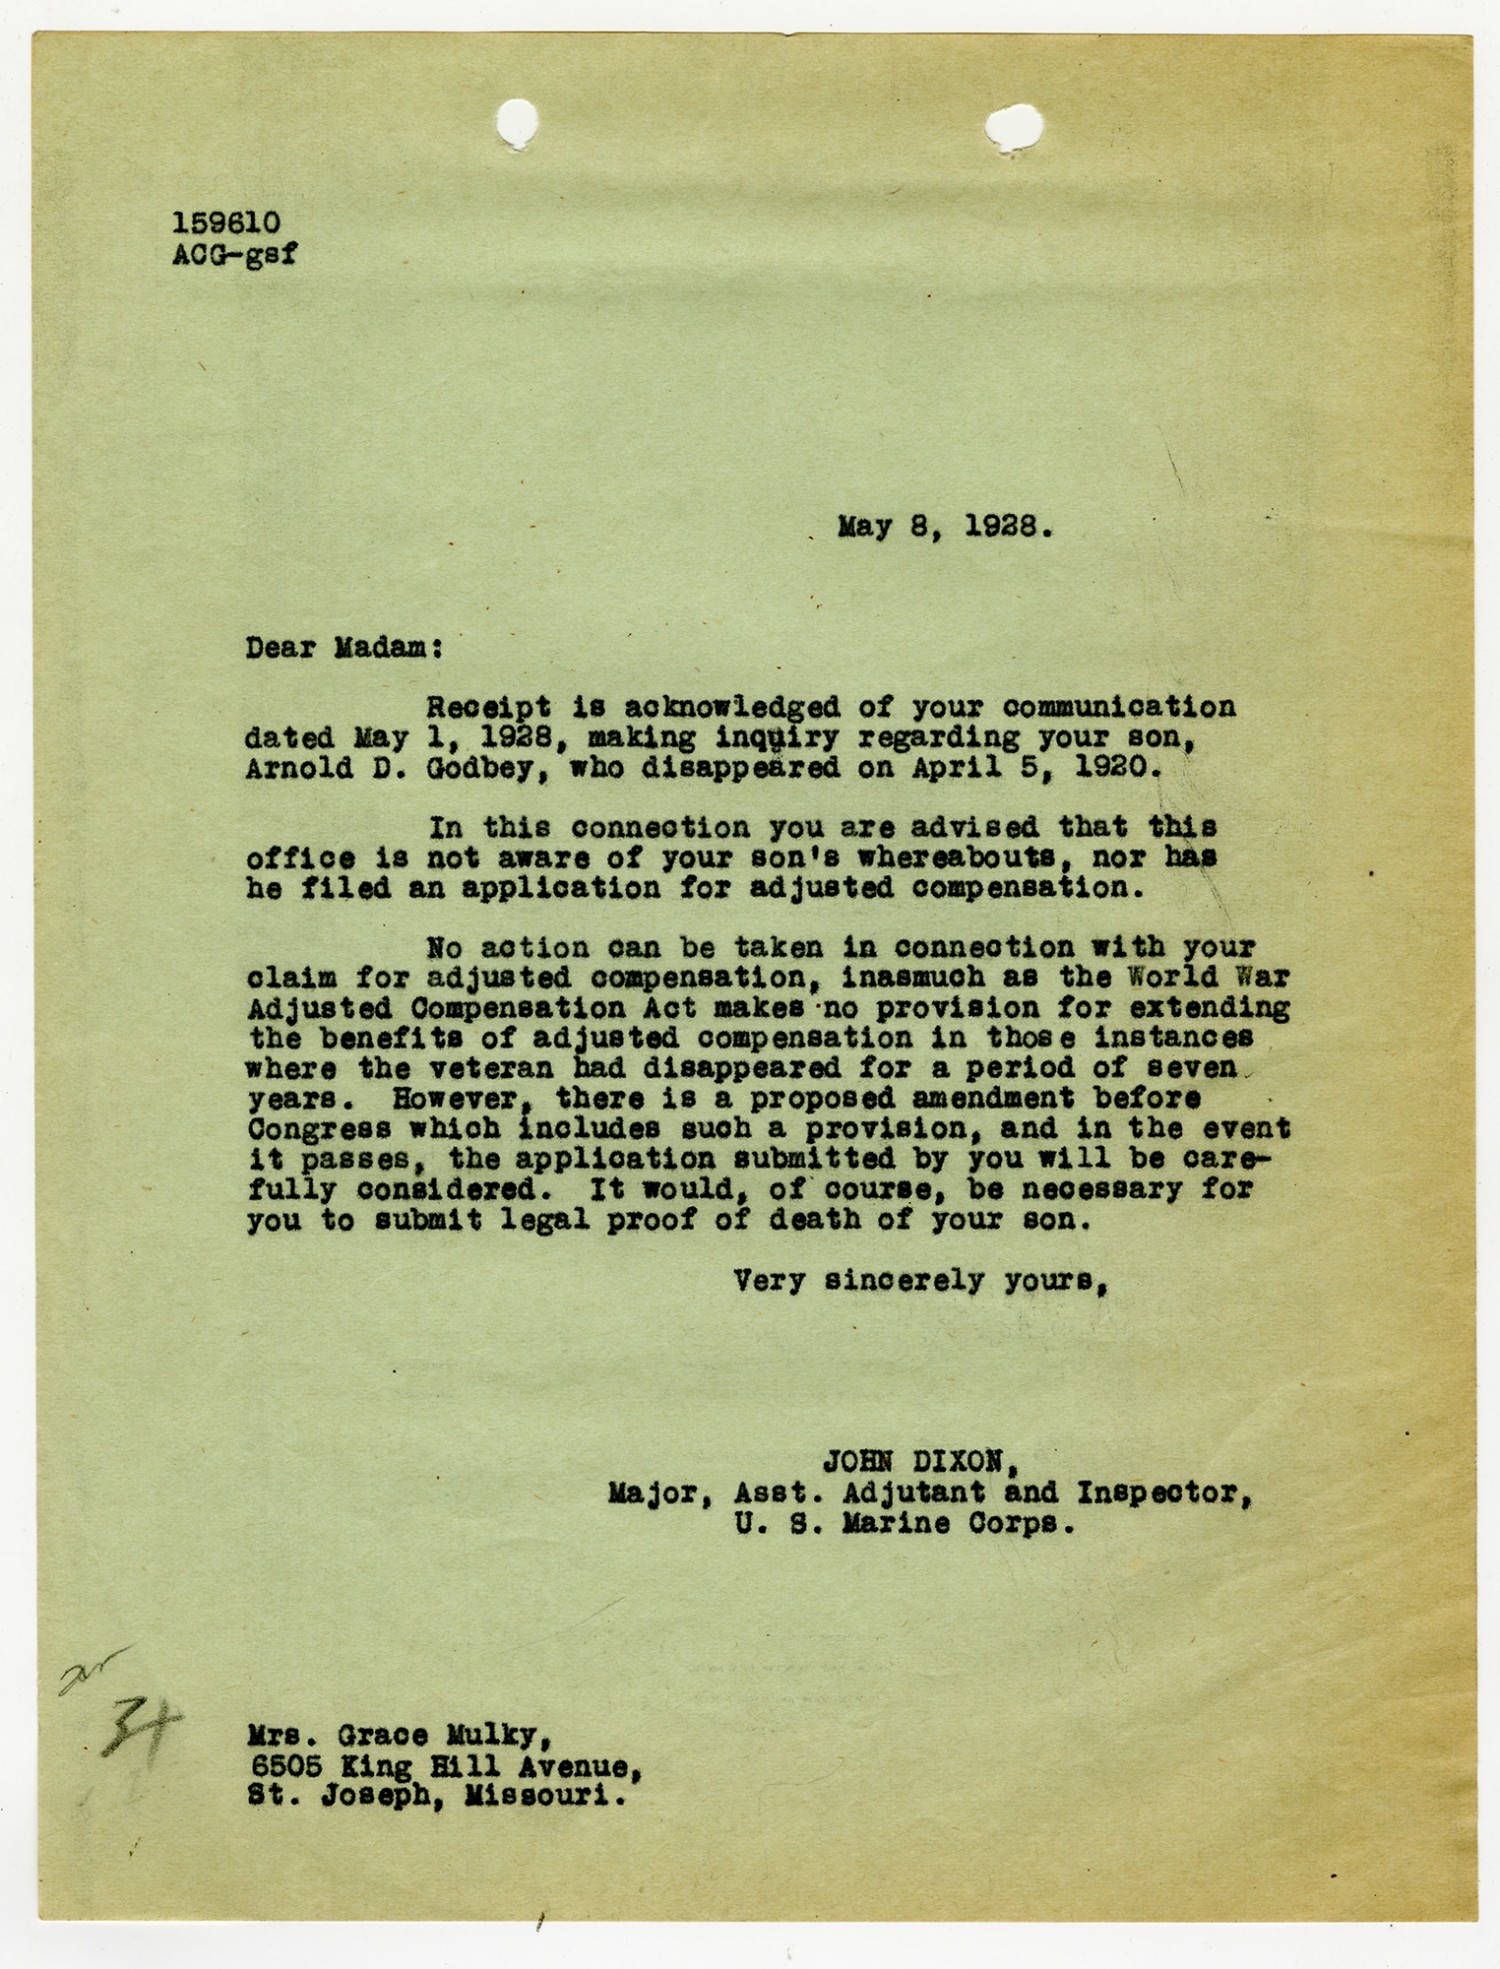 159610
ACG-gsf
May 8, 1928.
Dear Madam:
Receipt is acknowledged of your communication
dated May 1, 1928, making inquiry regarding your son,
Arnold D. Godbey, who disappeared on April 5, 1920.
In this connection you are advised that this
office is not aware of your son's whereabouts, nor has
he filed an application for adjusted compensation.
No action can be taken in connection with your
claim for adjusted compensation, inasmuch as the World War
Adjusted Compensation Act makes no provision for extending
the benefits of adjusted compensation in those instances
where the veteran had disappeared for a period of seven
years. However, there is a proposed amendment before
Congress which includes such a provision, and in the event
it passes, the application submitted by you will be care-
fully considered. It would, of course, be necessary for
you to submit legal proof of death of your son.
Very sincerely yours,
JOHN DIXON,
Major, Asst. Adjutant and Inspector,
U. S. Marine Corps.
Mrs. Grace Mulky,
6505 King Hill Avenue,
St. Joseph, Missouri.